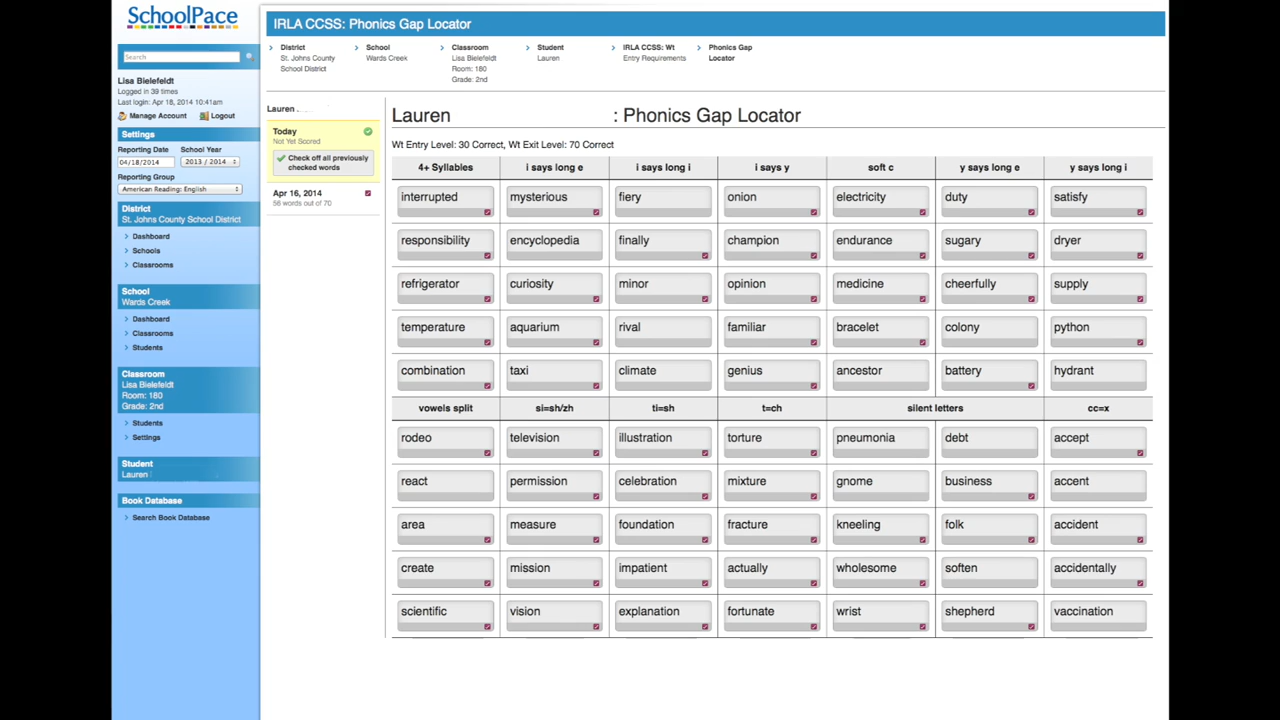 SchoolPace
Search
Lisa Bielefeldt
Logged in 39 times
Last login: Apr 18, 2014 10:41am
Manage Account Logout
Settings
Reporting Date School Year
04/18/2014 2013 / 2014
Reporting Group
American Reading: English
District
St. Johns County School District
Dashboard
Schools
Classrooms
School
Wards Creek
Dashboard
Classrooms
Students
Classroom
Lisa Bielefeldt
Room: 180
Grade: 2nd
Students
Settings
Student
Lauren
Book Database
Search Book Database
IRLA CCSS: Phonics Gap Locator
District School Classroom Student IRLA CCSS: Wt Phonics Gap
St. Johns County Wards Creek Lisa Bielefeldt Lauren Entry Requirements Locator
School District Room: 180
Grade: 2nd
Lauren
Today
Not Yet Scored
Check off all previously
checked words
Apr 16, 2014
56 words out of 70
Lauren : Phonics Gap Locator
Wt Entry Level: 30 Correct, Wt Exit Level: 70 Correct
4+ Syllables i says long e i says long i i says y soft c y says long e y says long i
interrupted mysterious fiery onion electricity duty satisfy
responsibility encyclopedia finally champion endurance sugary dryer
refrigerator curiosity minor opinion medicine cheerfully supply
temperature aquarium rival familiar bracelet colony python
combination taxi climate genius ancestor battery hydrant
vowels split si=sh/zh ti=sh t=ch silent letters cc=x
rodeo television illustration torture pneumonia debt accept
react permission celebration mixture gnome business accent
area measure foundation fracture kneeling folk accident
create mission impatient actually wholesome soften accidentally
scientific vision explanation fortunate wrist shepherd vaccination